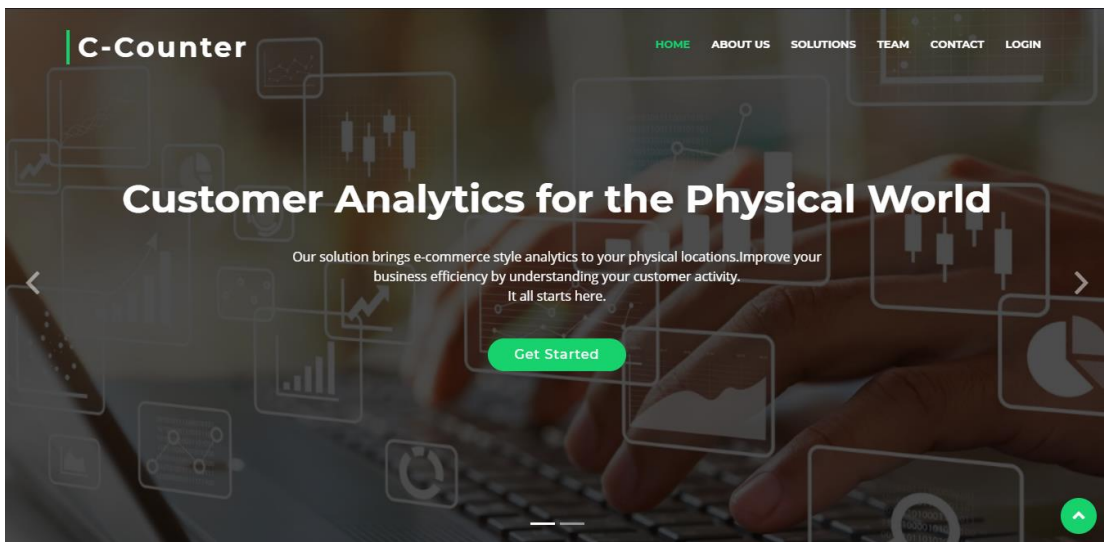 C-Counter
HOME ABOUT US SOLUTIONS TEAM CONTACT LOGIN
Customer Analytics for the Physical World
Our solution brings e-commerce style analytics to your physical locations.Improve your
business efficiency by understanding your customer activity.
It all starts here.
Get Started